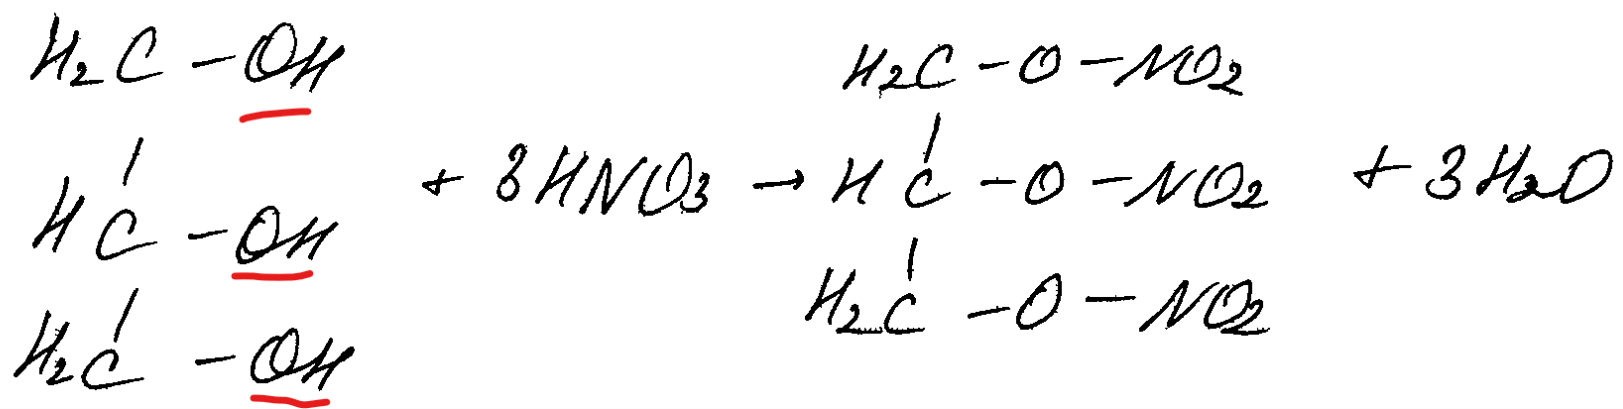 H₂C – OH H₂C – O – NO₂
HC – OH + 3HNO₃ → HC – O – NO₂ + 3H₂O
H₂C – OH H₂C – O – NO₂